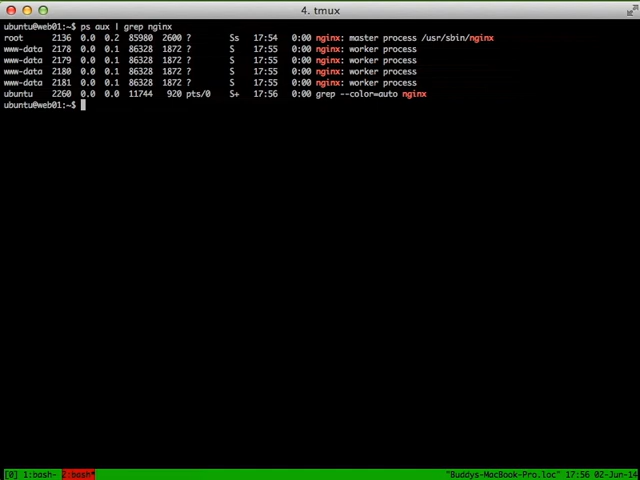 4. tmux
ubuntu@web01:~$ ps aux | grep nginx
root 2136 0.0 0.2 85980 2600 ? Ss 17:54 0:00 nginx: master process /usr/sbin/nginx
www-data 2178 0.0 0.1 86328 1872 ? S 17:55 0:00 nginx: worker process
www-data 2179 0.0 0.1 86328 1872 ? S 17:55 0:00 nginx: worker process
www-data 2180 0.0 0.1 86328 1872 ? S 17:55 0:00 nginx: worker process
www-data 2181 0.0 0.1 86328 1872 ? S 17:55 0:00 nginx: worker process
ubuntu 2260 0.0 0.0 11744 920 pts/0 S+ 17:56 0:00 grep --color=auto nginx
ubuntu@web01:~$
[0] 1:bash- 2:bash* "Buddys-MacBook-Pro.loc" 17:56 02-Jun-14